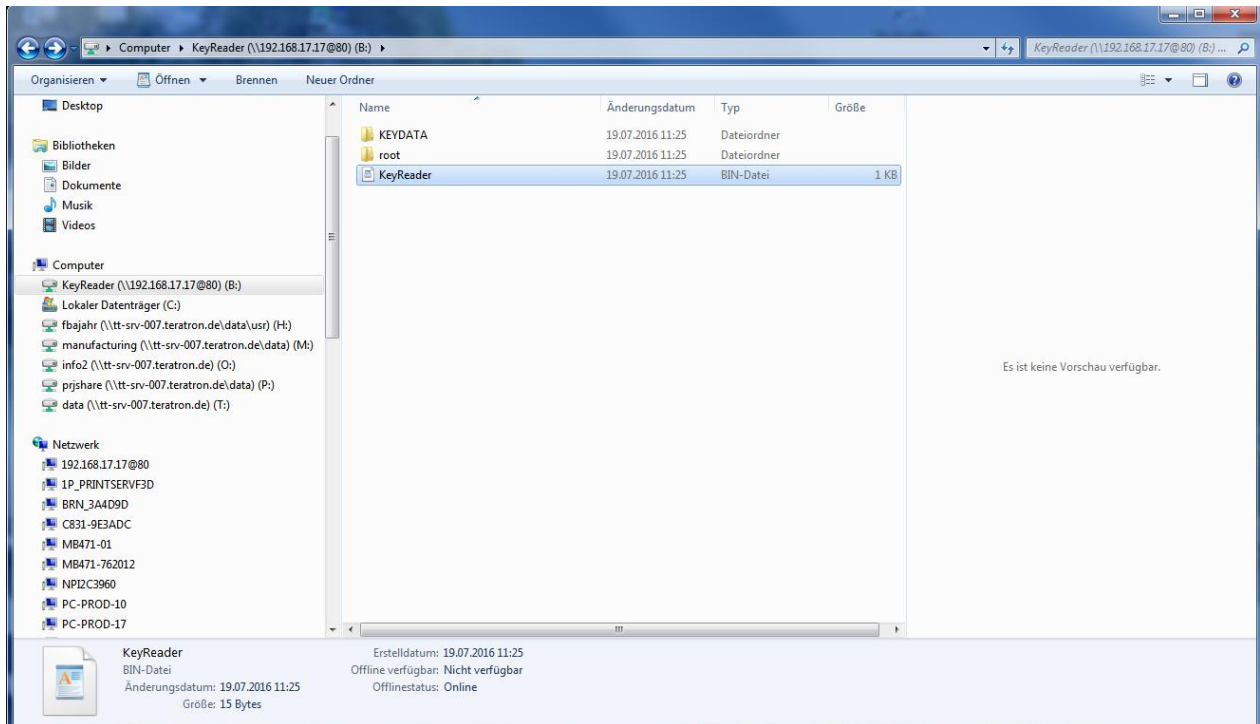 Computer ▸ KeyReader (\\192.168.17.17@80) (B:) ▸
KeyReader (\\192.168.17.17@80) (B:) ...
Organisieren ▾ Öffnen ▾ Brennen Neuer Ordner
Desktop
Bibliotheken
Bilder
Dokumente
Musik
Videos
Computer
KeyReader (\\192.168.17.17@80) (B:)
Lokaler Datenträger (C:)
fbajahr (\\tt-srv-007.teratron.de\data\usr) (H:)
manufacturing (\\tt-srv-007.teratron.de\data) (M:)
info2 (\\tt-srv-007.teratron.de) (O:)
prjshare (\\tt-srv-007.teratron.de\data) (P:)
data (\\tt-srv-007.teratron.de) (T:)
Netzwerk
192.168.17.17@80
1P_PRINTSERVF3D
BRN_3A4D9D
C831-9E3ADC
MB471-01
MB471-762012
NPI2C3960
PC-PROD-10
PC-PROD-17
Name Änderungsdatum Typ Größe
KEYDATA 19.07.2016 11:25 Dateiordner
root 19.07.2016 11:25 Dateiordner
KeyReader 19.07.2016 11:25 BIN-Datei 1 KB
Es ist keine Vorschau verfügbar.
KeyReader
BIN-Datei
Änderungsdatum: 19.07.2016 11:25
Größe: 15 Bytes
Erstelldatum: 19.07.2016 11:25
Offline verfügbar: Nicht verfügbar
Offlinestatus: Online